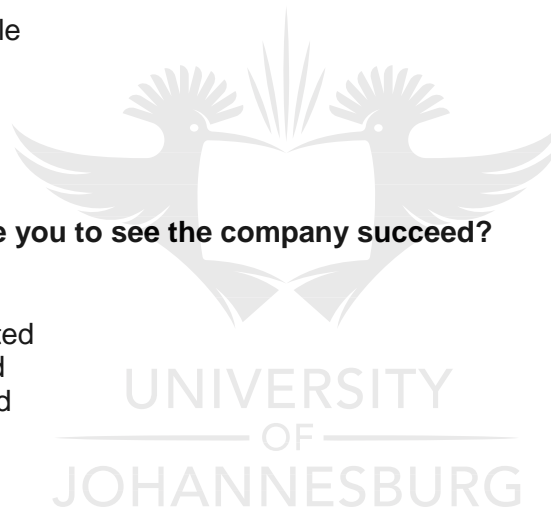 le
e you to see the company succeed?
ted
d
d
UNIVERSITY
OF
JOHANNESBURG